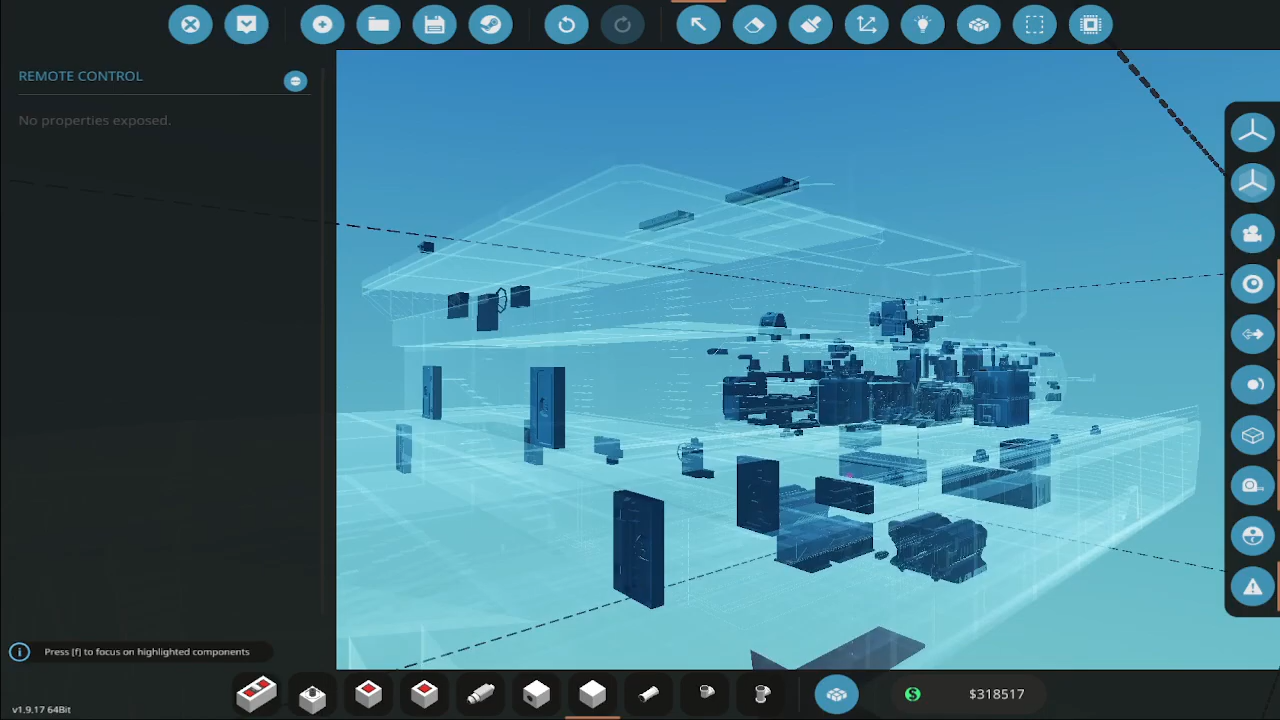 REMOTE CONTROL
No properties exposed.
Press [f] to focus on highlighted components
v1.9.17 64Bit
$318517